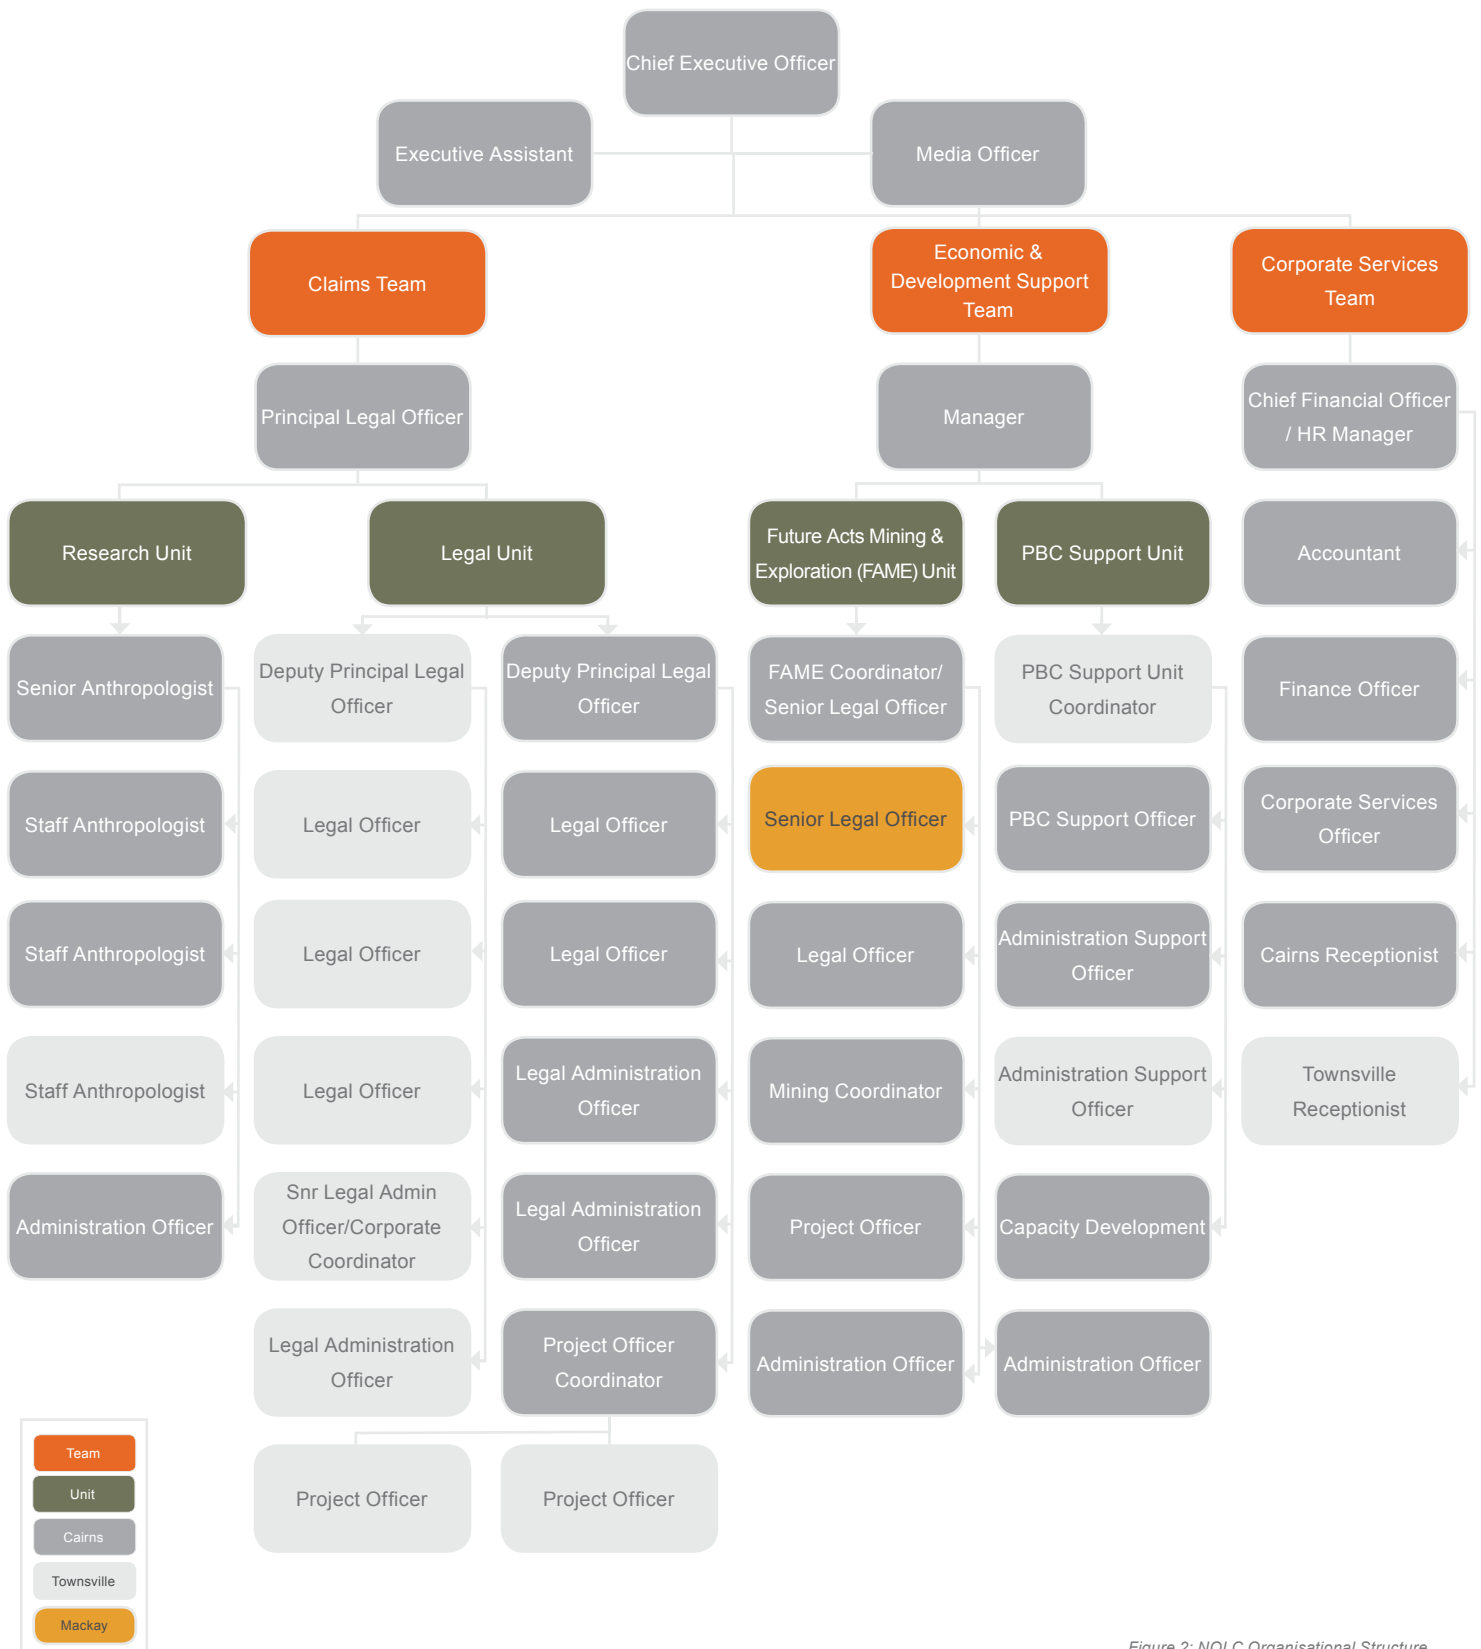 Chief Executive Officer
Executive Assistant
Media Officer
Claims Team
Economic &
Development Support
Team
Corporate Services
Team
Principal Legal Officer
Manager
Chief Financial Officer
/ HR Manager
Research Unit
Legal Unit
Future Acts Mining &
Exploration (FAME) Unit
PBC Support Unit
Accountant
Senior Anthropologist
Deputy Principal Legal
Officer
Deputy Principal Legal
Officer
FAME Coordinator/
Senior Legal Officer
PBC Support Unit
Coordinator
Finance Officer
Staff Anthropologist
Legal Officer
Legal Officer
Senior Legal Officer
PBC Support Officer
Corporate Services
Officer
Staff Anthropologist
Legal Officer
Legal Officer
Legal Officer
Administration Support
Officer
Cairns Receptionist
Staff Anthropologist
Legal Officer
Legal Administration
Officer
Mining Coordinator
Administration Support
Officer
Townsville
Receptionist
Administration Officer
Snr Legal Admin
Officer/Corporate
Coordinator
Legal Administration
Officer
Project Officer
Capacity Development
Legal Administration
Officer
Project Officer
Coordinator
Administration Officer
Administration Officer
Project Officer
Project Officer
Team
Unit
Cairns
Townsville
Mackay
Figure 2: NQLC Organisational Structure